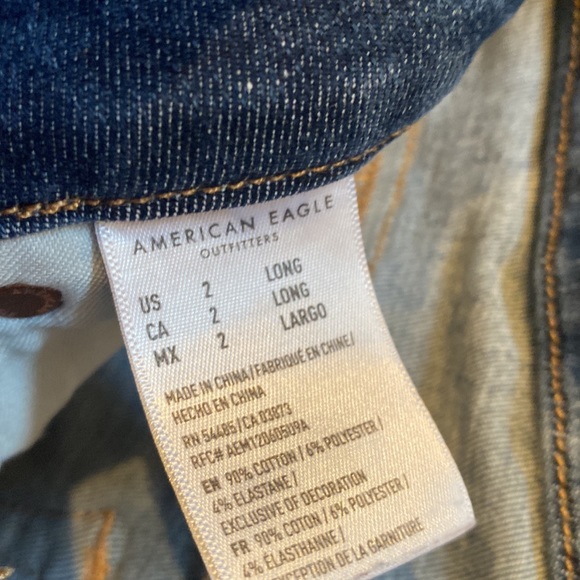 AMERICAN EAGLE
OUTFITTERS
US 2 LONG
CA 2 LONG
MX 2 LARGO
MADE IN CHINA/FABRIQUÉ EN CHINE/
HECHO EN CHINA
RN 54485/CA 03873
RFC# AEM120605U9A
EN 90% COTTON/6% POLYESTER/
4% ELASTANE/
EXCLUSIVE OF DECORATION
FR 90% COTON/6% POLYESTER/
4% ÉLASTHANNE/
EXCEPTION DE LA GARNITURE